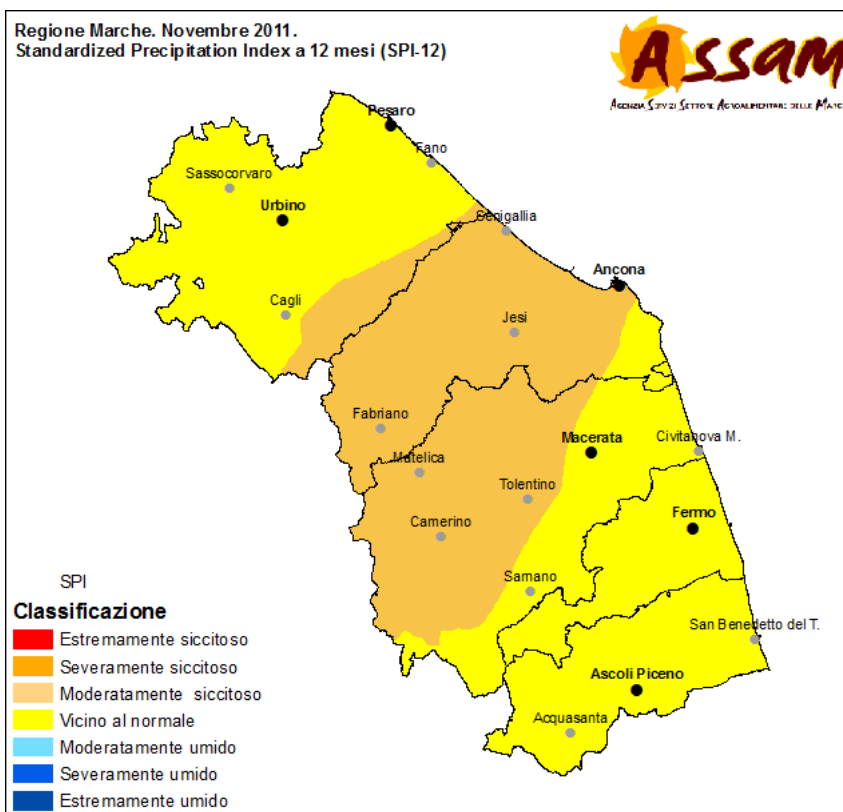 Regione Marche. Novembre 2011.
Standardized Precipitation Index a 12 mesi (SPI-12)
Assam
Agenzia Servizi Settore Agroalimentare delle Marc
Pesaro
Fano
Sassocorvaro
Urbino
Senigallia
Ancona
Cagli
Jesi
Fabriano
Macerata
Civitanova M.
Matelica
Tolentino
Camerino
Fermo
Sarnano
San Benedetto del T.
Ascoli Piceno
Acquasanta
SPI
Classificazione
Estremamente siccitoso
Severamente siccitoso
Moderatamente siccitoso
Vicino al normale
Moderatamente umido
Severamente umido
Estremamente umido